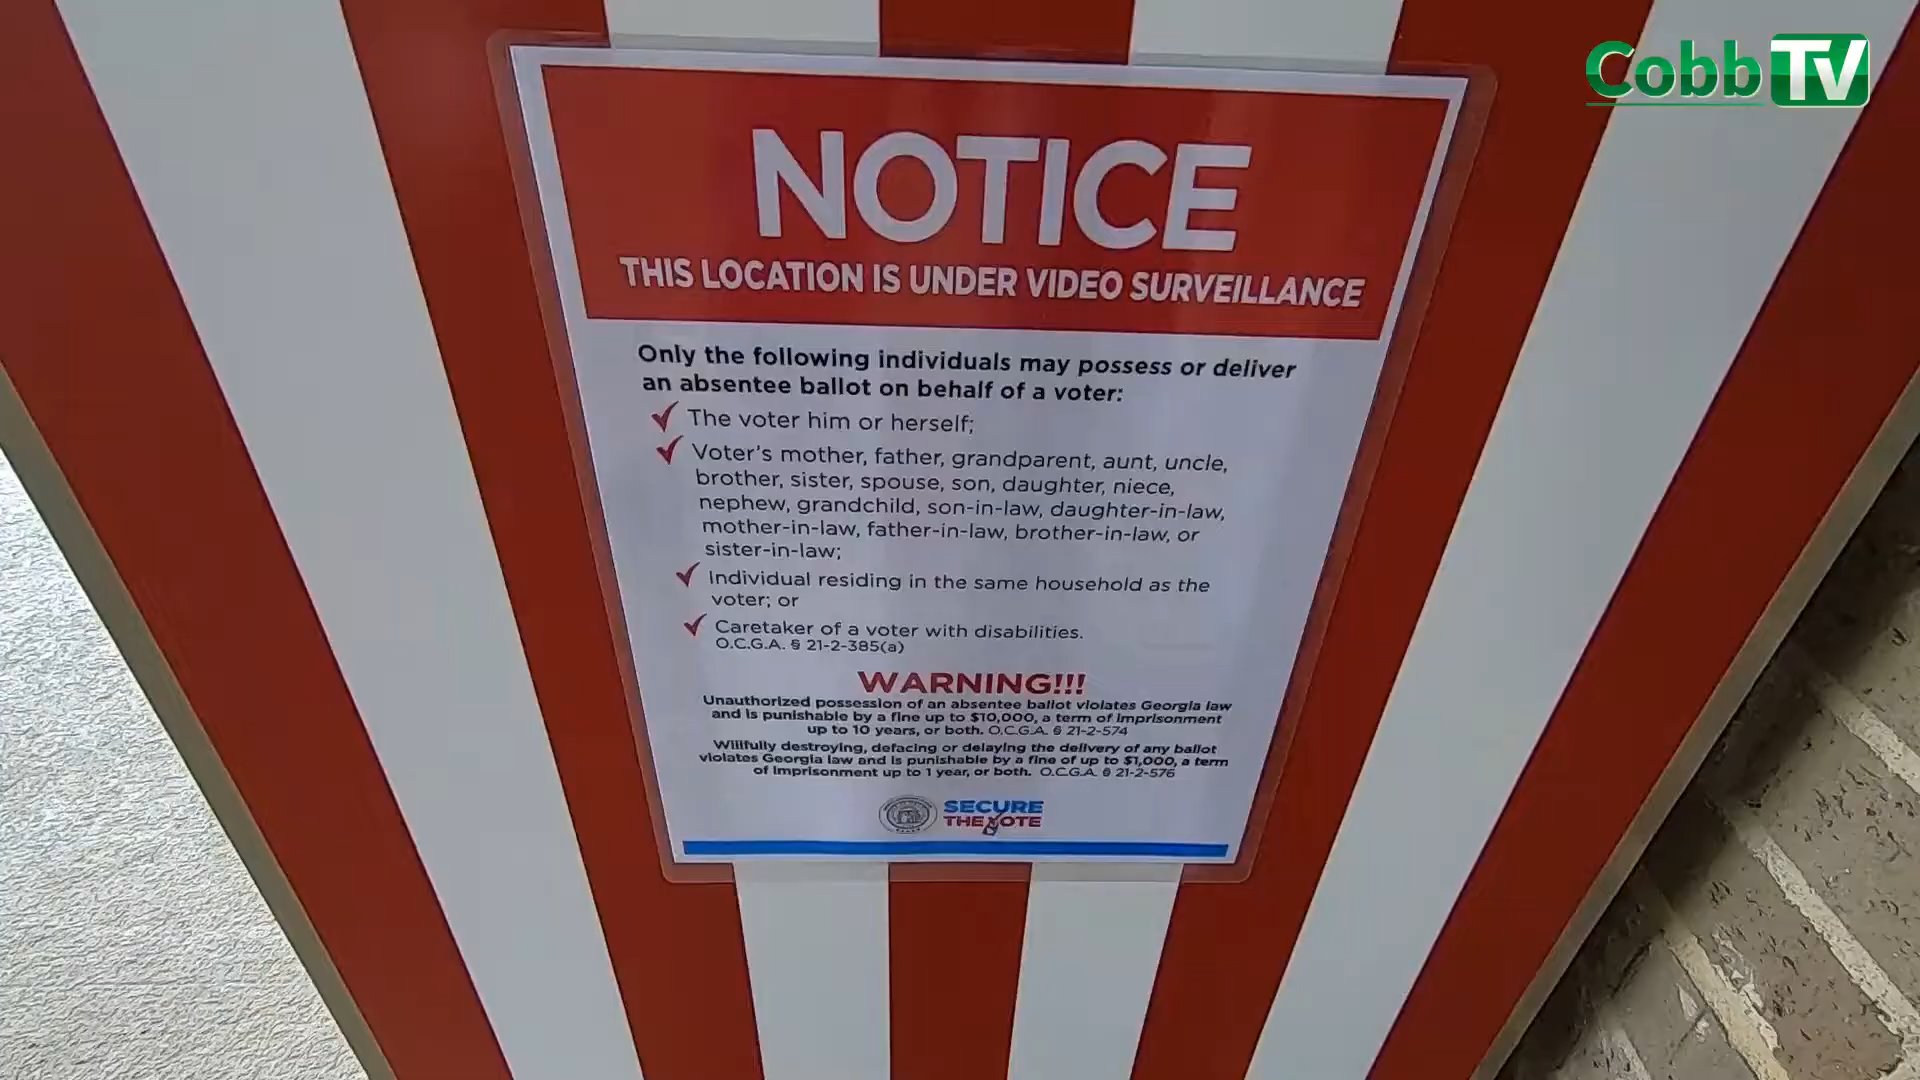 Cobb TV
NOTICE
THIS LOCATION IS UNDER VIDEO SURVEILLANCE
Only the following individuals may possess or deliver
an absentee ballot on behalf of a voter:
The voter him or herself;
Voter's mother, father, grandparent, aunt, uncle,
brother, sister, spouse, son, daughter, niece,
nephew, grandchild, son-in-law, daughter-in-law,
mother-in-law, father-in-law, brother-in-law, or
sister-in-law;
Individual residing in the same household as the
voter; or
Caretaker of a voter with disabilities.
O.C.G.A. § 21-2-385(a)
WARNING!!!
Unauthorized possession of an absentee ballot violates Georgia law
and is punishable by a fine up to $10,000, a term of imprisonment
up to 10 years, or both. O.C.G.A. § 21-2-574
Willfully destroying, defacing or delaying the delivery of any ballot
violates Georgia law and is punishable by a fine of up to $1,000, a term
of imprisonment up to 1 year, or both. O.C.G.A. § 21-2-576
SECURE
THE VOTE